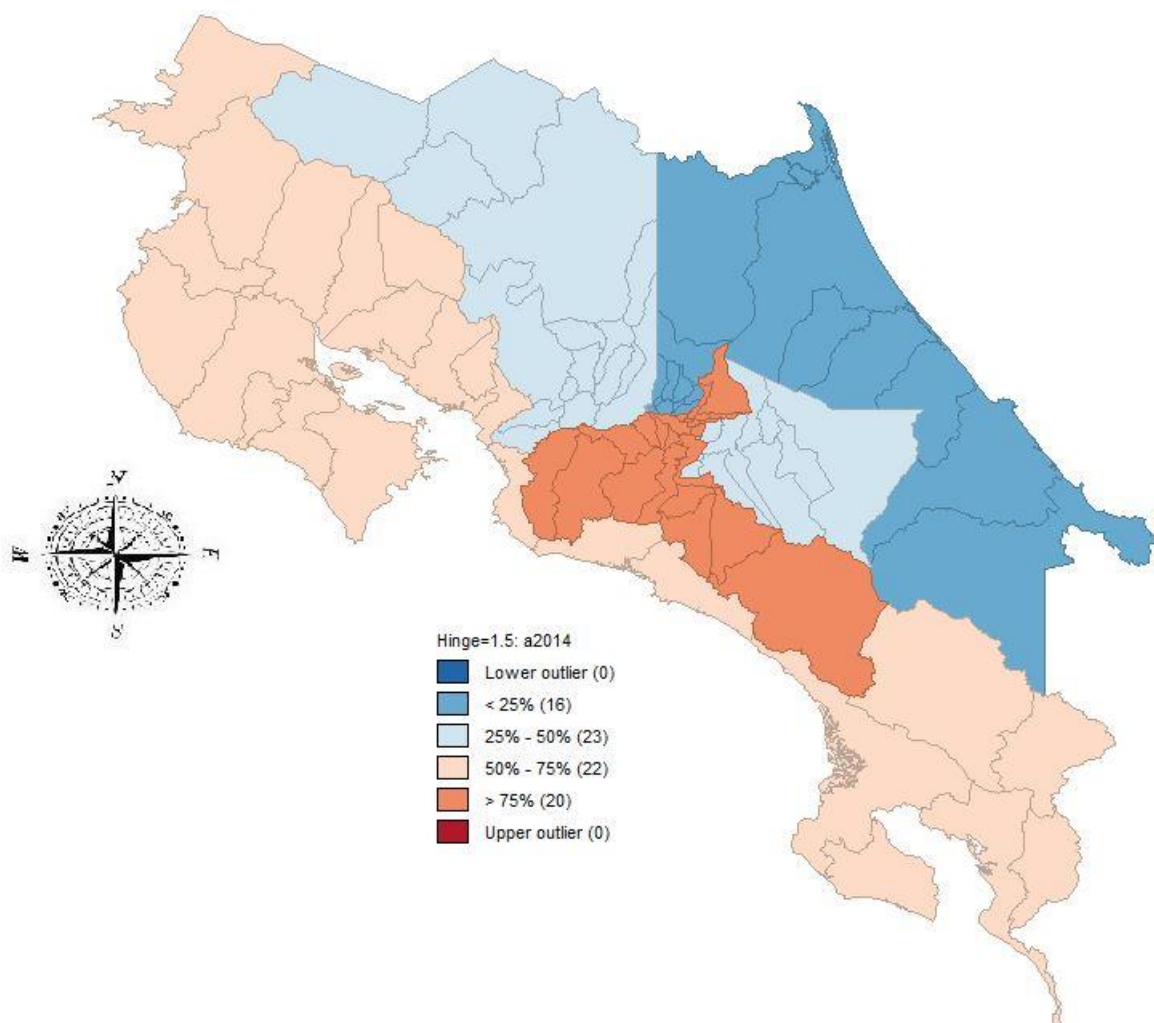 N
W
E
S
Hinge=1.5: a2014
Lower outlier (0)
< 25% (16)
25% - 50% (23)
50% - 75% (22)
> 75% (20)
Upper outlier (0)